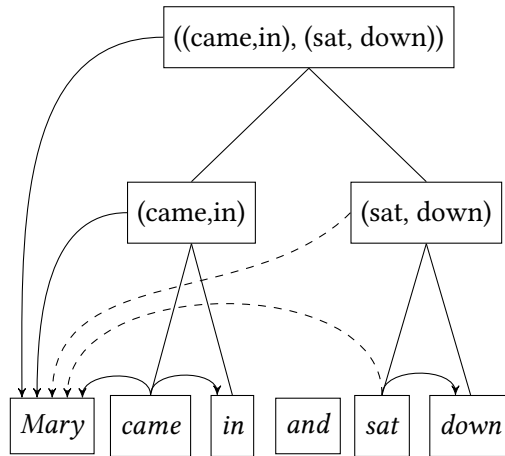 ((came,in), (sat, down))
(came,in) (sat, down)
Mary came in and sat down